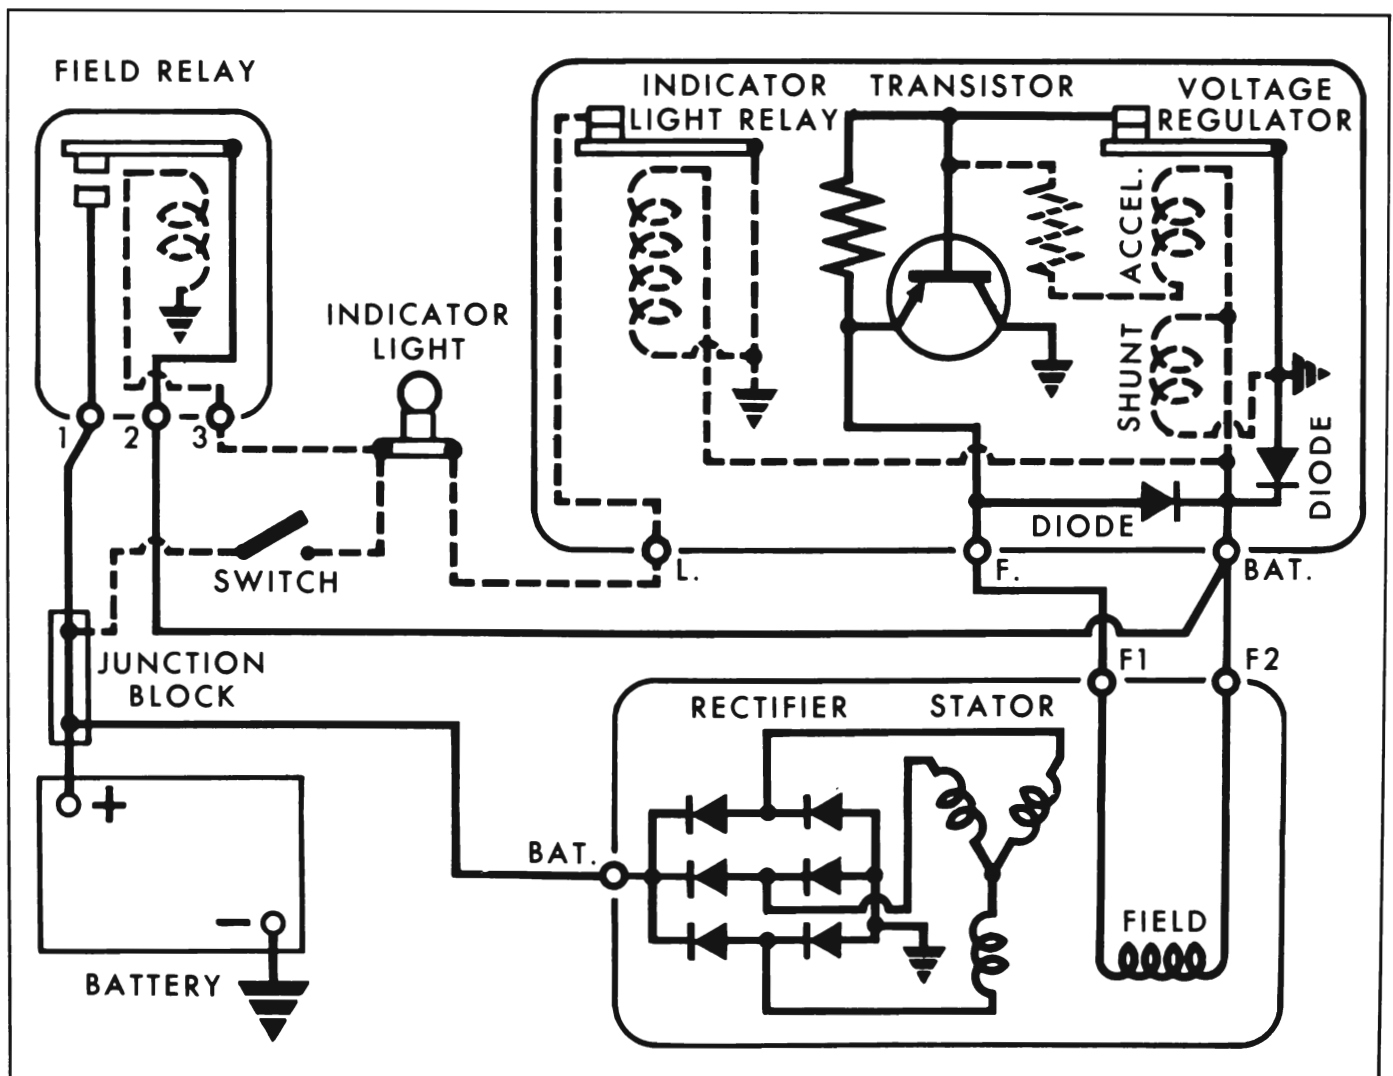 FIELD RELAY
INDICATOR
LIGHT RELAY
TRANSISTOR
VOLTAGE
REGULATOR
ACCEL.
SHUNT
DIODE
INDICATOR
LIGHT
1 2 3
SWITCH
DIODE
L. F. BAT.
JUNCTION
BLOCK
F1 F2
RECTIFIER STATOR
+
BAT.
FIELD
−
BATTERY